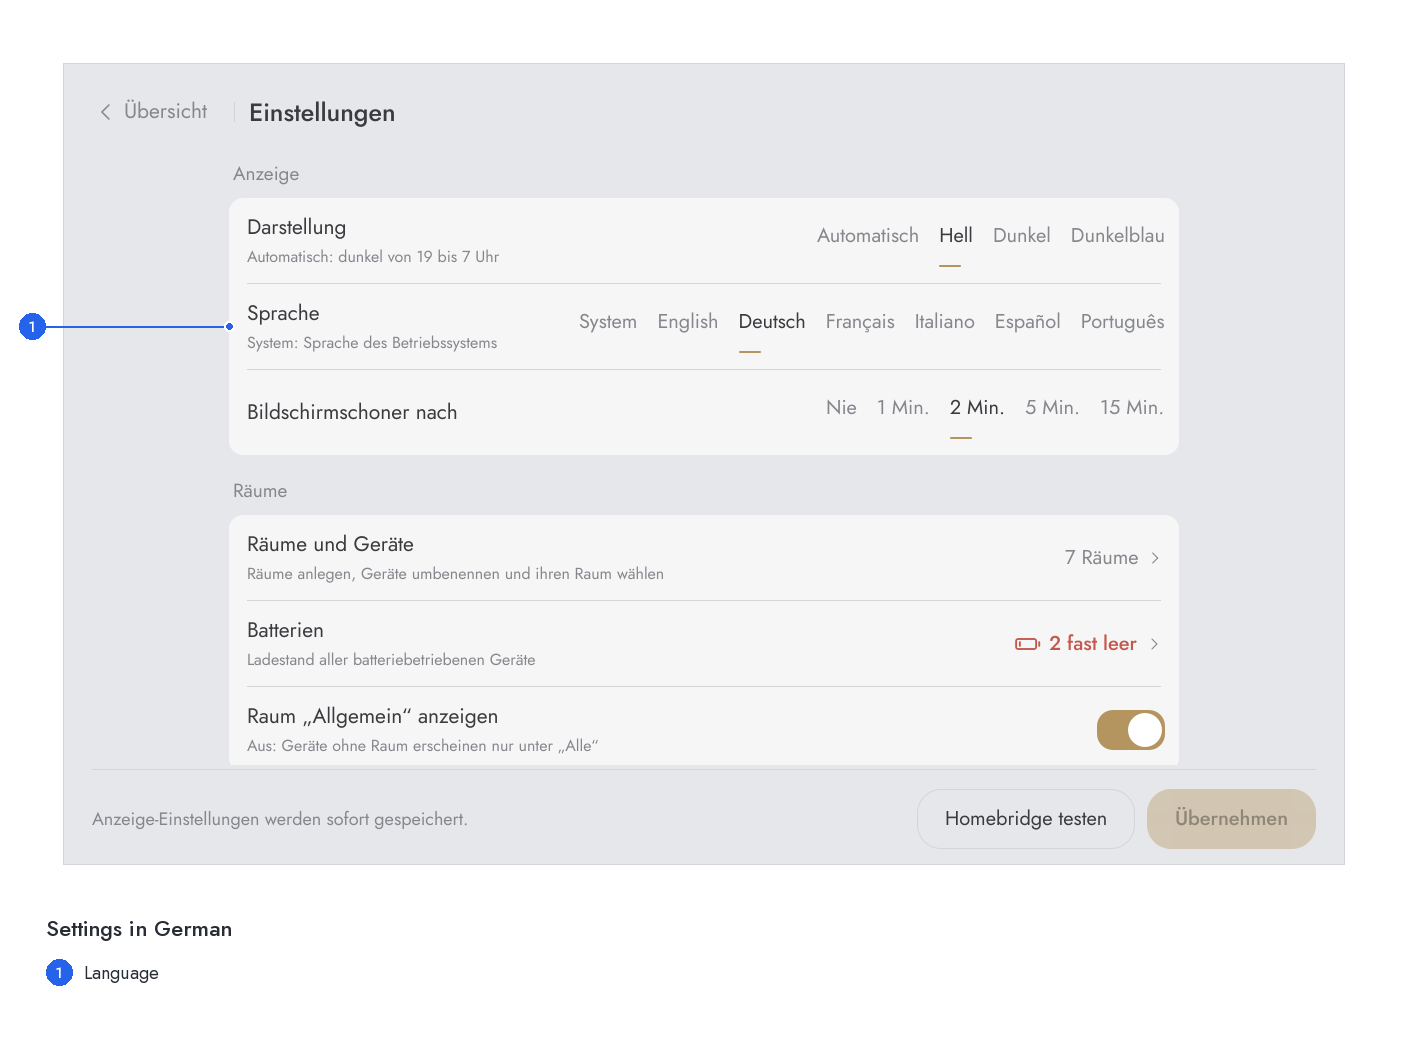 Übersicht
Einstellungen
Anzeige
Darstellung
Automatisch: dunkel von 19 bis 7 Uhr
Automatisch Hell Dunkel Dunkelblau
1
Sprache
System: Sprache des Betriebssystems
System English Deutsch Français Italiano Español Português
Bildschirmschoner nach
Nie 1 Min. 2 Min. 5 Min. 15 Min.
Räume
Räume und Geräte
Räume anlegen, Geräte umbenennen und ihren Raum wählen
7 Räume
Batterien
Ladestand aller batteriebetriebenen Geräte
2 fast leer
Raum „Allgemein“ anzeigen
Aus: Geräte ohne Raum erscheinen nur unter „Alle“
Anzeige-Einstellungen werden sofort gespeichert.
Homebridge testen
Übernehmen
Settings in German
1 Language